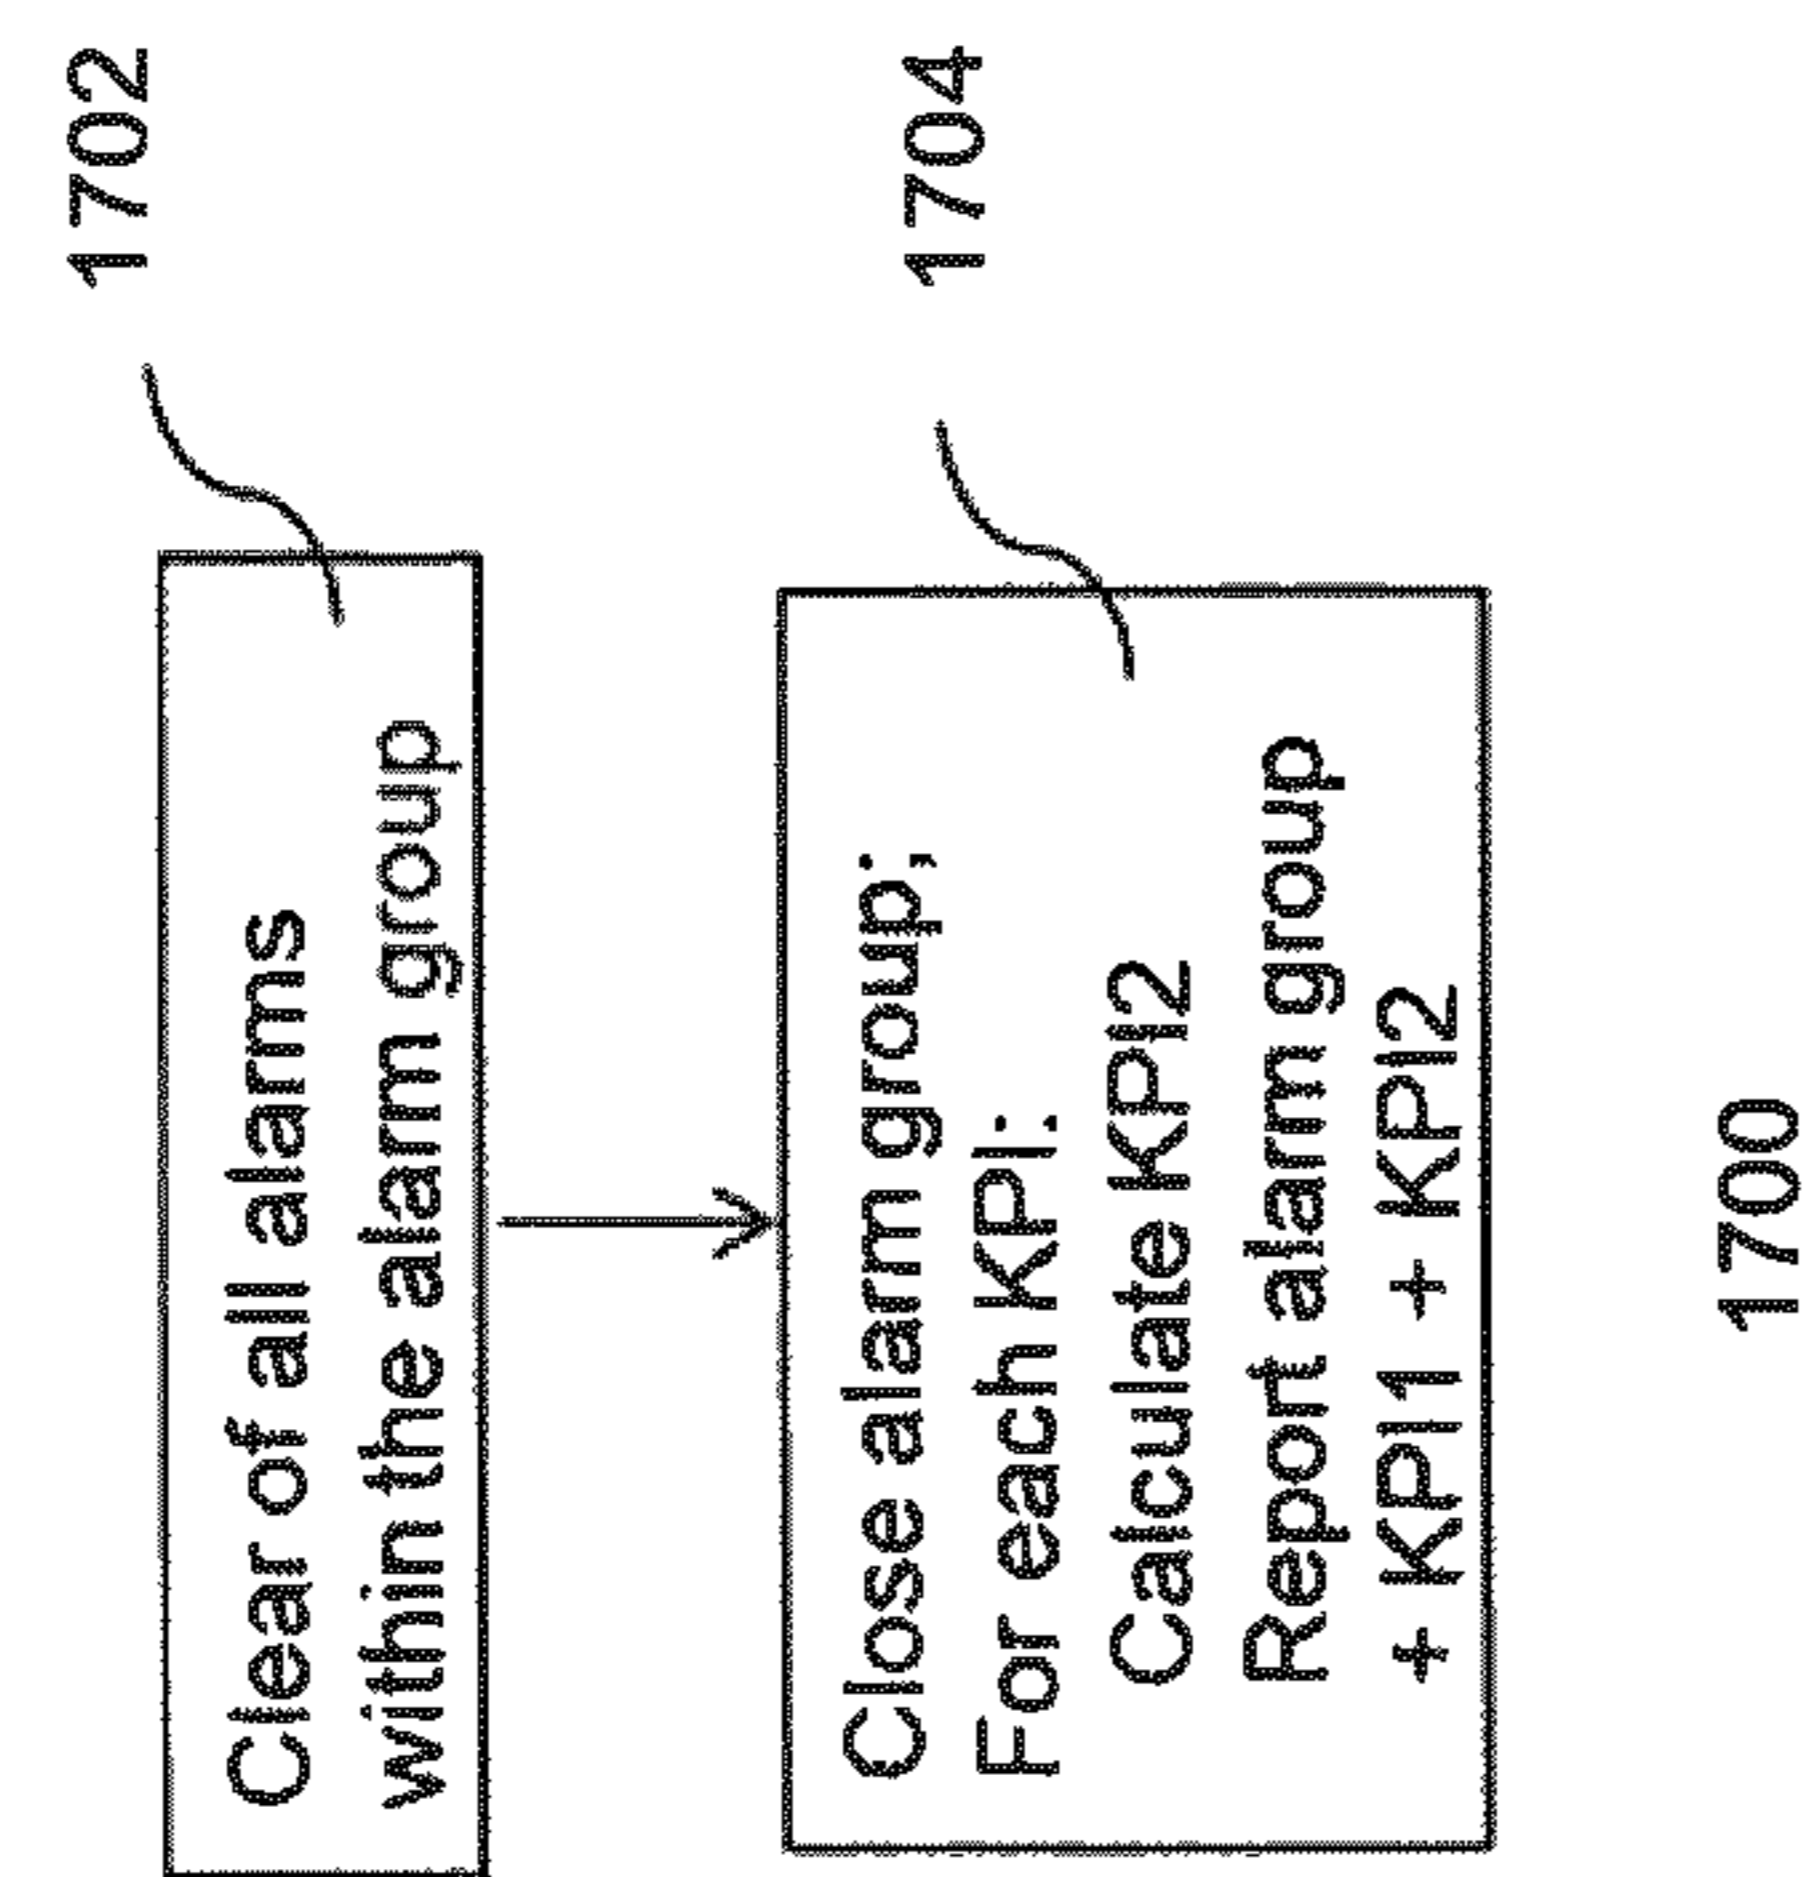 1702
Clear of all alarms
within the alarm group
1704
Close alarm group;
For each KPI:
Calculate KPI2
Report alarm group
+ KPI1 + KPI2
1700